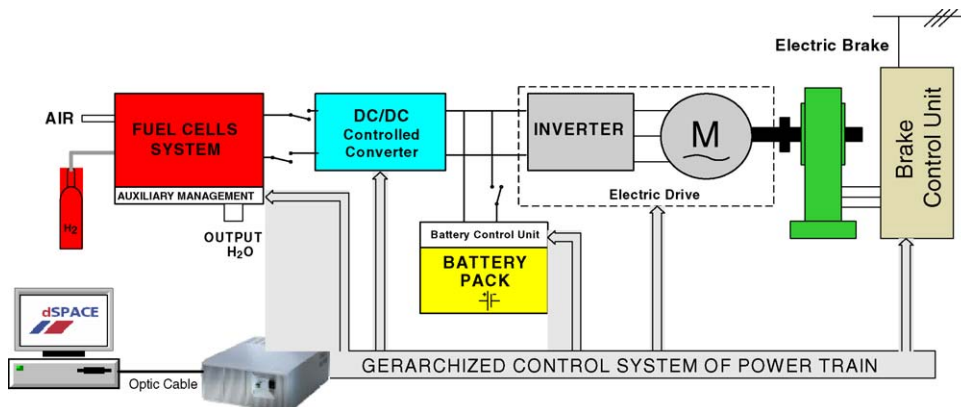 Electric Brake
AIR
FUEL CELLS
SYSTEM
AUXILIARY MANAGEMENT
H2
OUTPUT
H2O
DC/DC
Controlled
Converter
INVERTER
M
Electric Drive
Brake
Control Unit
Battery Control Unit
BATTERY
PACK
dSPACE
Optic Cable
GERARCHIZED CONTROL SYSTEM OF POWER TRAIN